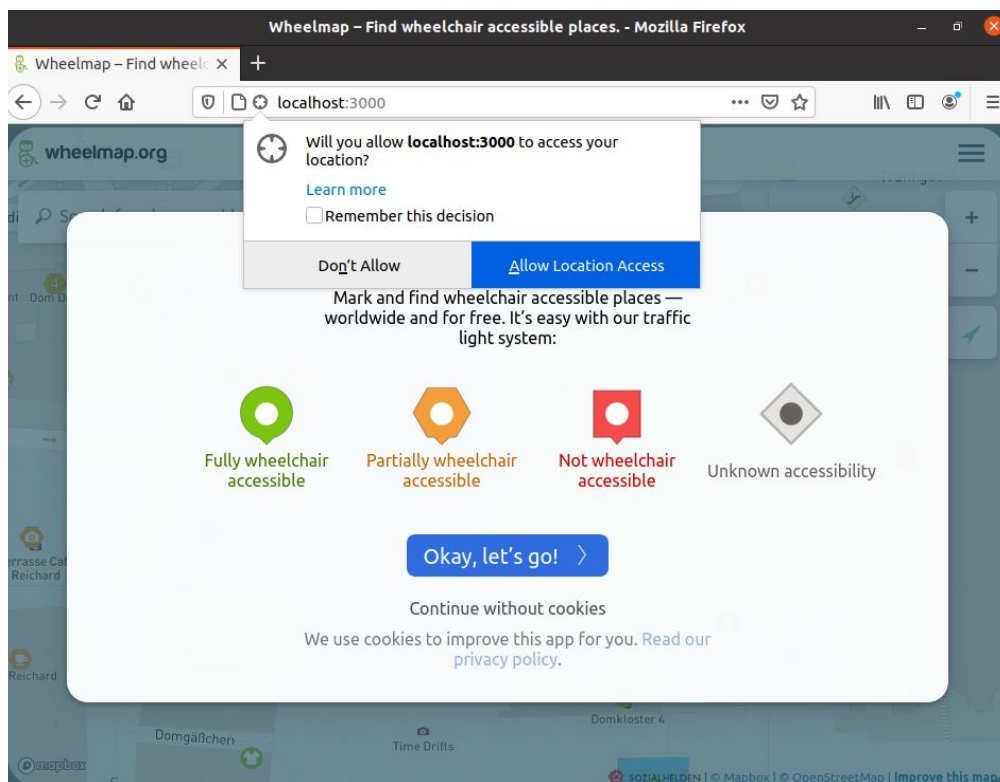 Wheelmap – Find wheelchair accessible places. - Mozilla Firefox
Wheelmap – Find wheelc
localhost:3000
Will you allow localhost:3000 to access your
location?
Learn more
Remember this decision
Don't Allow
Allow Location Access
wheelmap.org
Dom
Mark and find wheelchair accessible places —
worldwide and for free. It's easy with our traffic
light system:
Fully wheelchair
accessible
Partially wheelchair
accessible
Not wheelchair
accessible
Unknown accessibility
Okay, let's go!
Reichard
Continue without cookies
We use cookies to improve this app for you. Read our
privacy policy.
Reichard
Domkloster 4
Domgäßchen
Time Drifts
mapbox
SOZIALHELDEN | © Mapbox | © OpenStreetMap | Improve this map